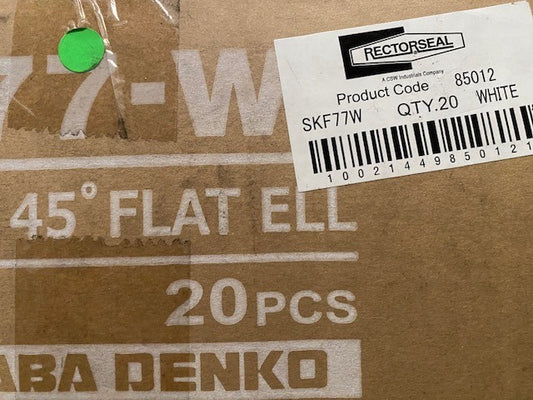 77-W
45° FLAT ELL
20 PCS
ABA DENKO
RECTORSEAL
A CSW Industrials Company
Product Code 85012
SKF77W QTY.20 WHITE
1002144985012